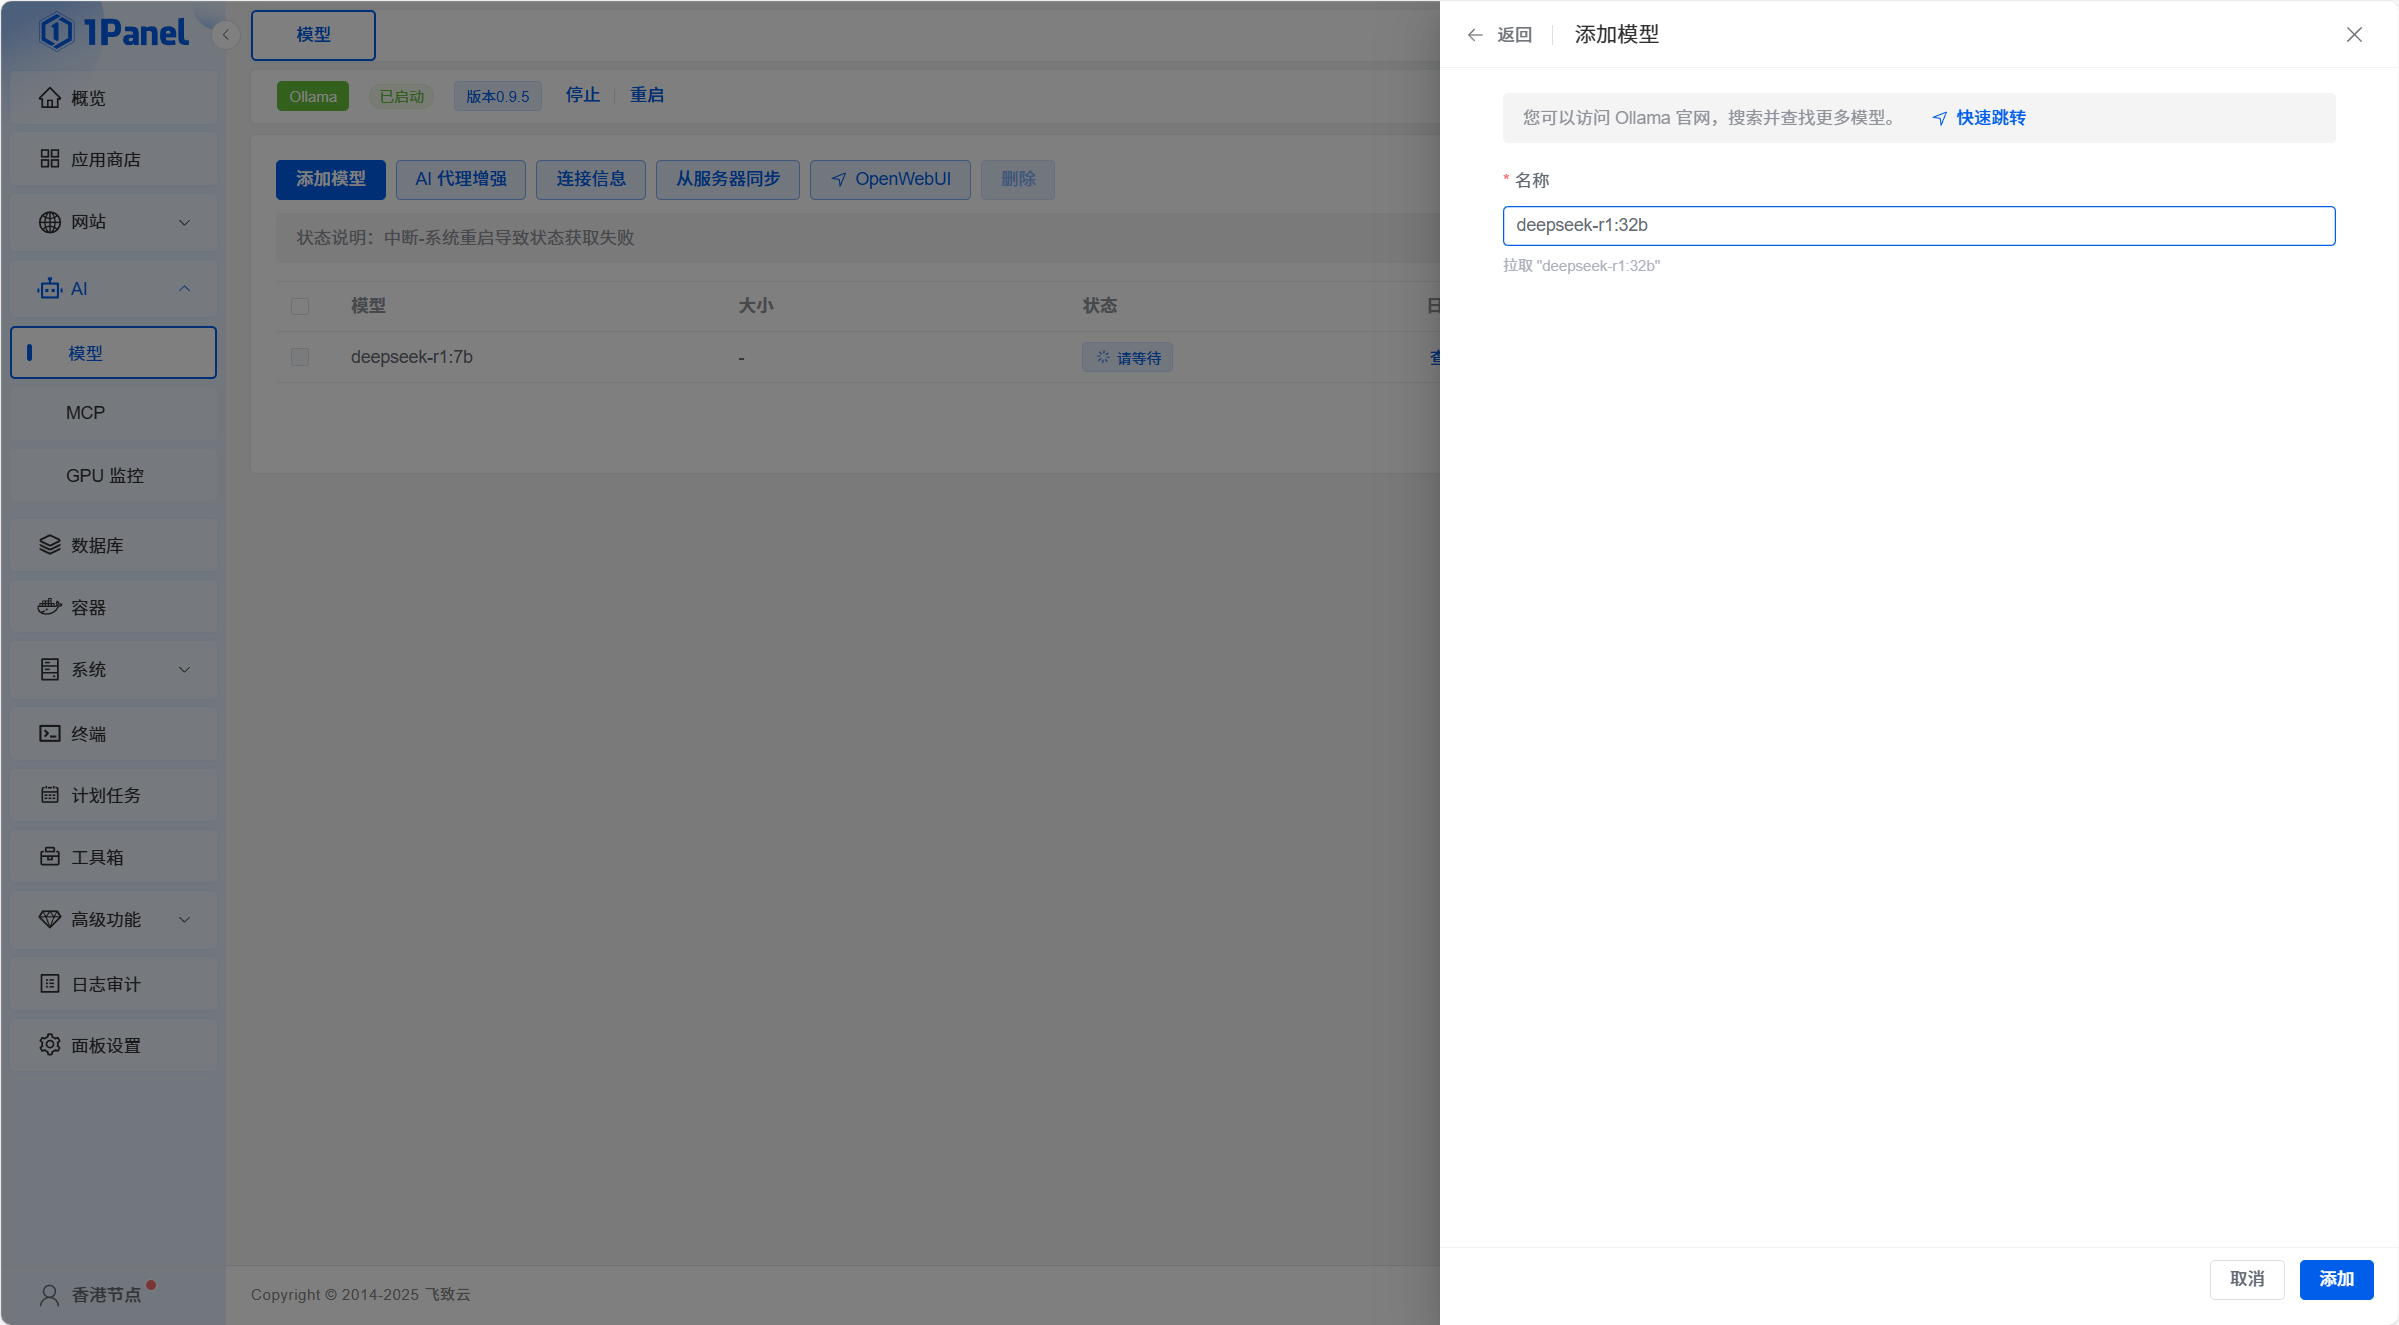 1Panel
概览
应用商店
网站
AI
模型
MCP
GPU 监控
数据库
容器
系统
终端
计划任务
工具箱
高级功能
日志审计
面板设置
香港节点
模型
Ollama 已启动 版本0.9.5 停止 重启
添加模型 AI 代理增强 连接信息 从服务器同步 OpenWebUI 删除
状态说明：中断-系统重启导致状态获取失败
模型 大小 状态 日
deepseek-r1:7b - 请等待
Copyright © 2014-2025 飞致云
返回 添加模型
您可以访问 Ollama 官网，搜索并查找更多模型。 快速跳转
* 名称
deepseek-r1:32b
拉取 "deepseek-r1:32b"
取消 添加